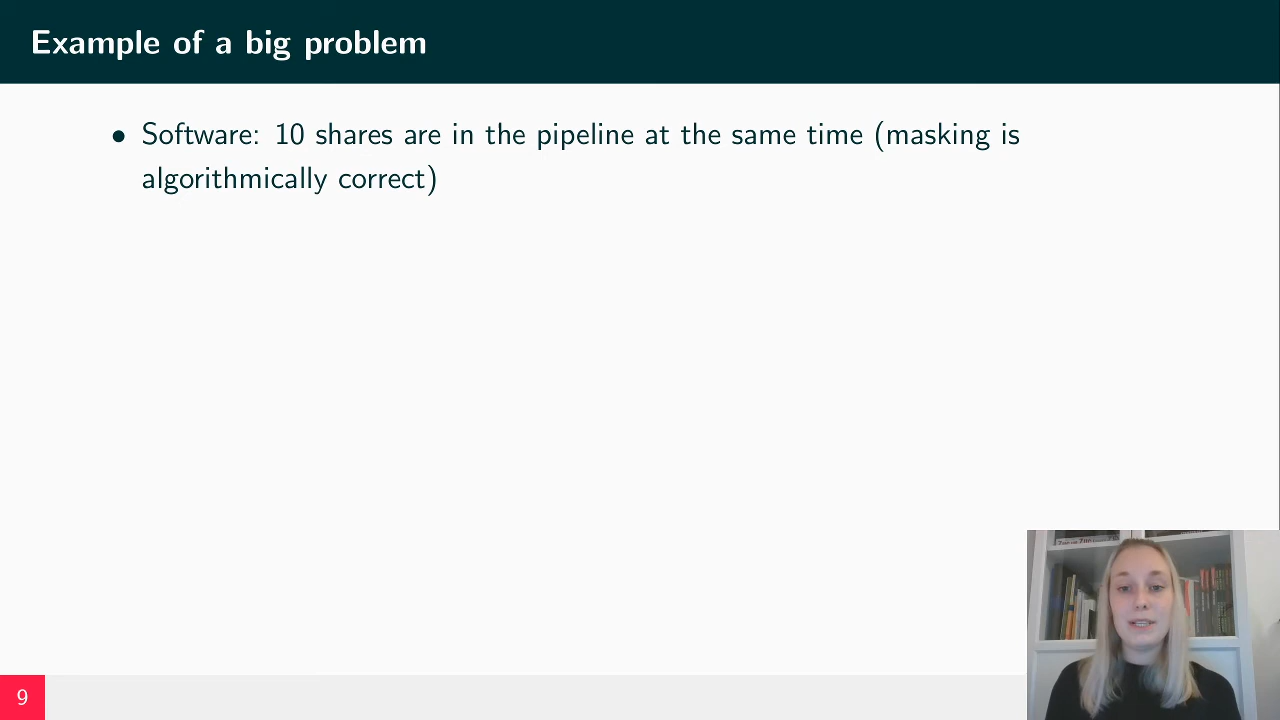 Example of a big problem
• Software: 10 shares are in the pipeline at the same time (masking is
algorithmically correct)
9